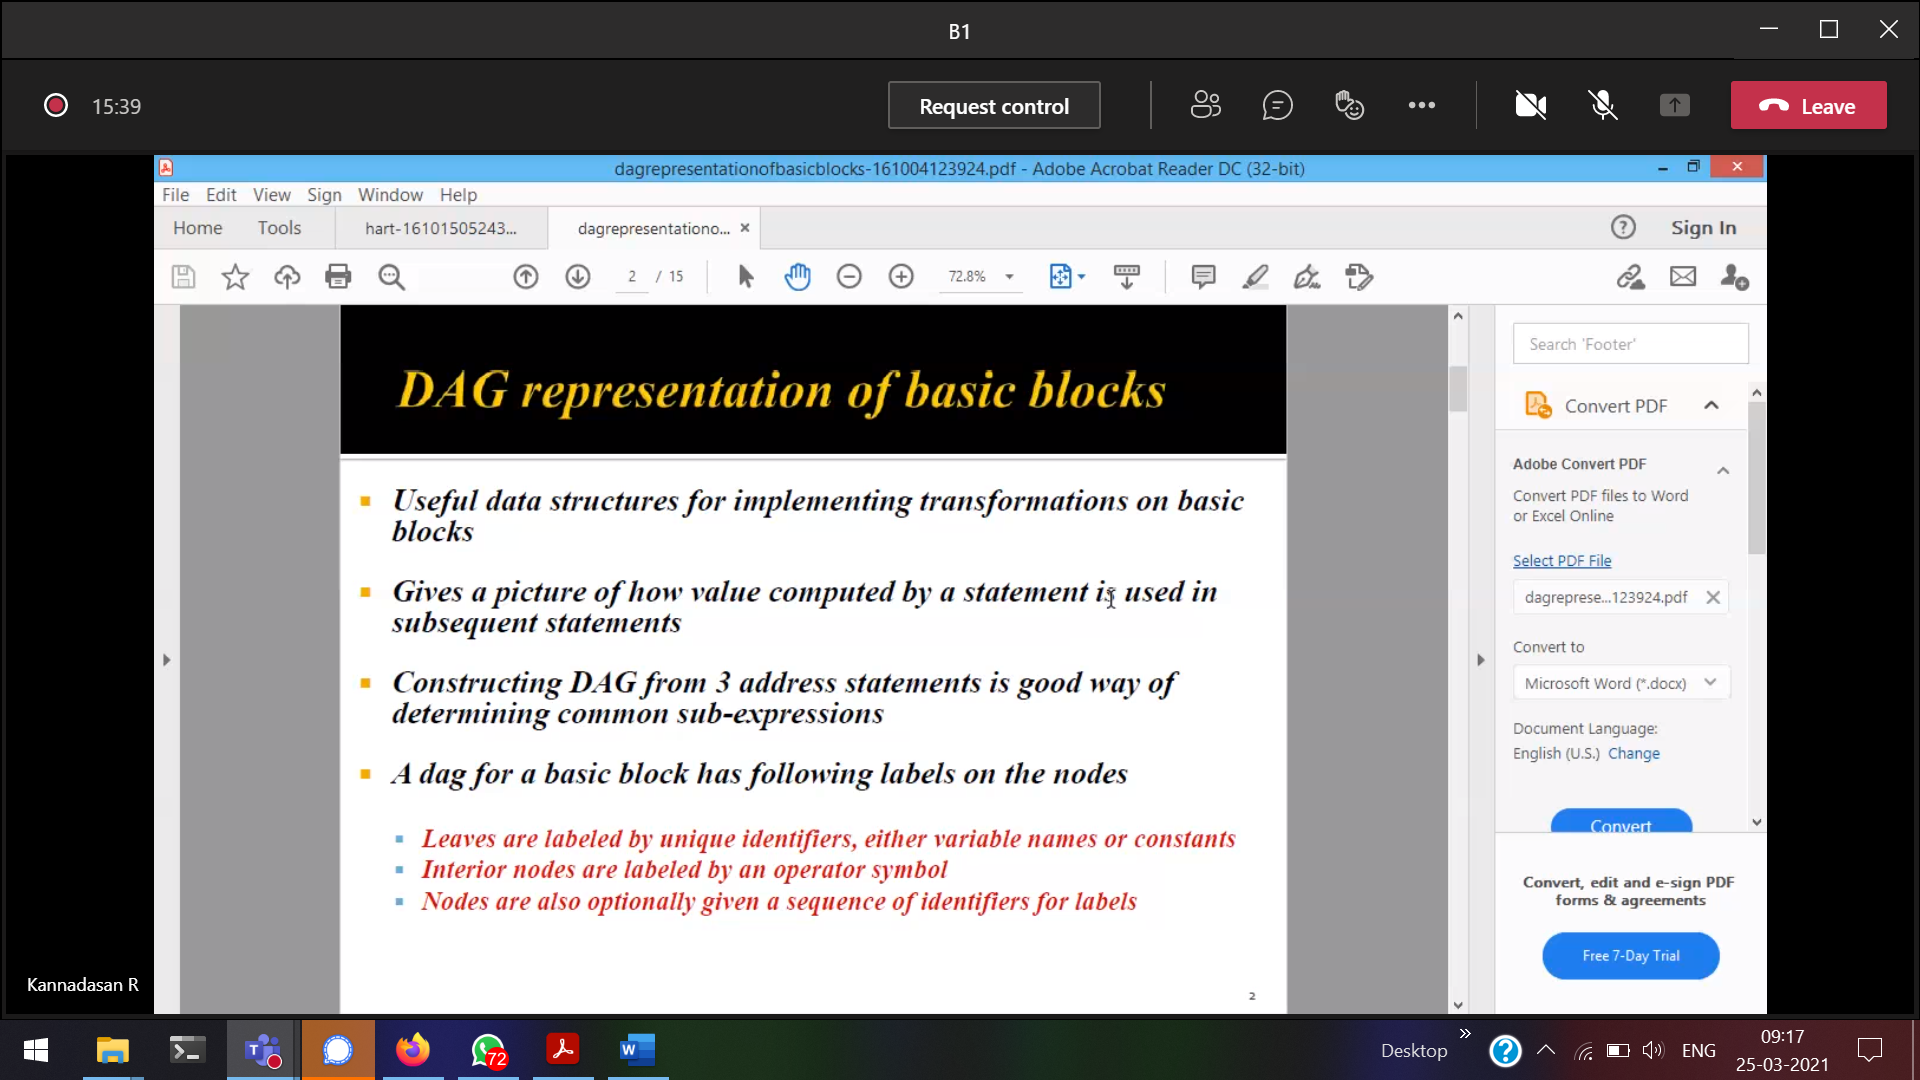 B1
15:39
Request control
Leave
dagrepresentationofbasicblocks-161004123924.pdf - Adobe Acrobat Reader DC (32-bit)
File Edit View Sign Window Help
Home Tools hart-16101505243... dagrepresentationo... Sign In
2 / 15 72.8%
DAG representation of basic blocks
Useful data structures for implementing transformations on basic
blocks
Gives a picture of how value computed by a statement is used in
subsequent statements
Constructing DAG from 3 address statements is good way of
determining common sub-expressions
A dag for a basic block has following labels on the nodes
Leaves are labeled by unique identifiers, either variable names or constants
Interior nodes are labeled by an operator symbol
Nodes are also optionally given a sequence of identifiers for labels
2
Search 'Footer'
Convert PDF
Adobe Convert PDF
Convert PDF files to Word
or Excel Online
Select PDF File
dagreprese...123924.pdf
Convert to
Microsoft Word (*.docx)
Document Language:
English (U.S.) Change
Convert
Convert, edit and e-sign PDF
forms & agreements
Free 7-Day Trial
Kannadasan R
72
Desktop
ENG
09:17
25-03-2021